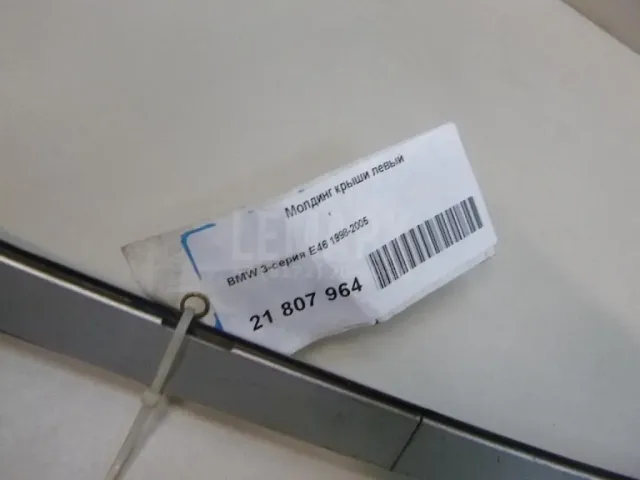 Молдинг крыши левый
BMW 3-серия E46 1998-2005
21 807 964